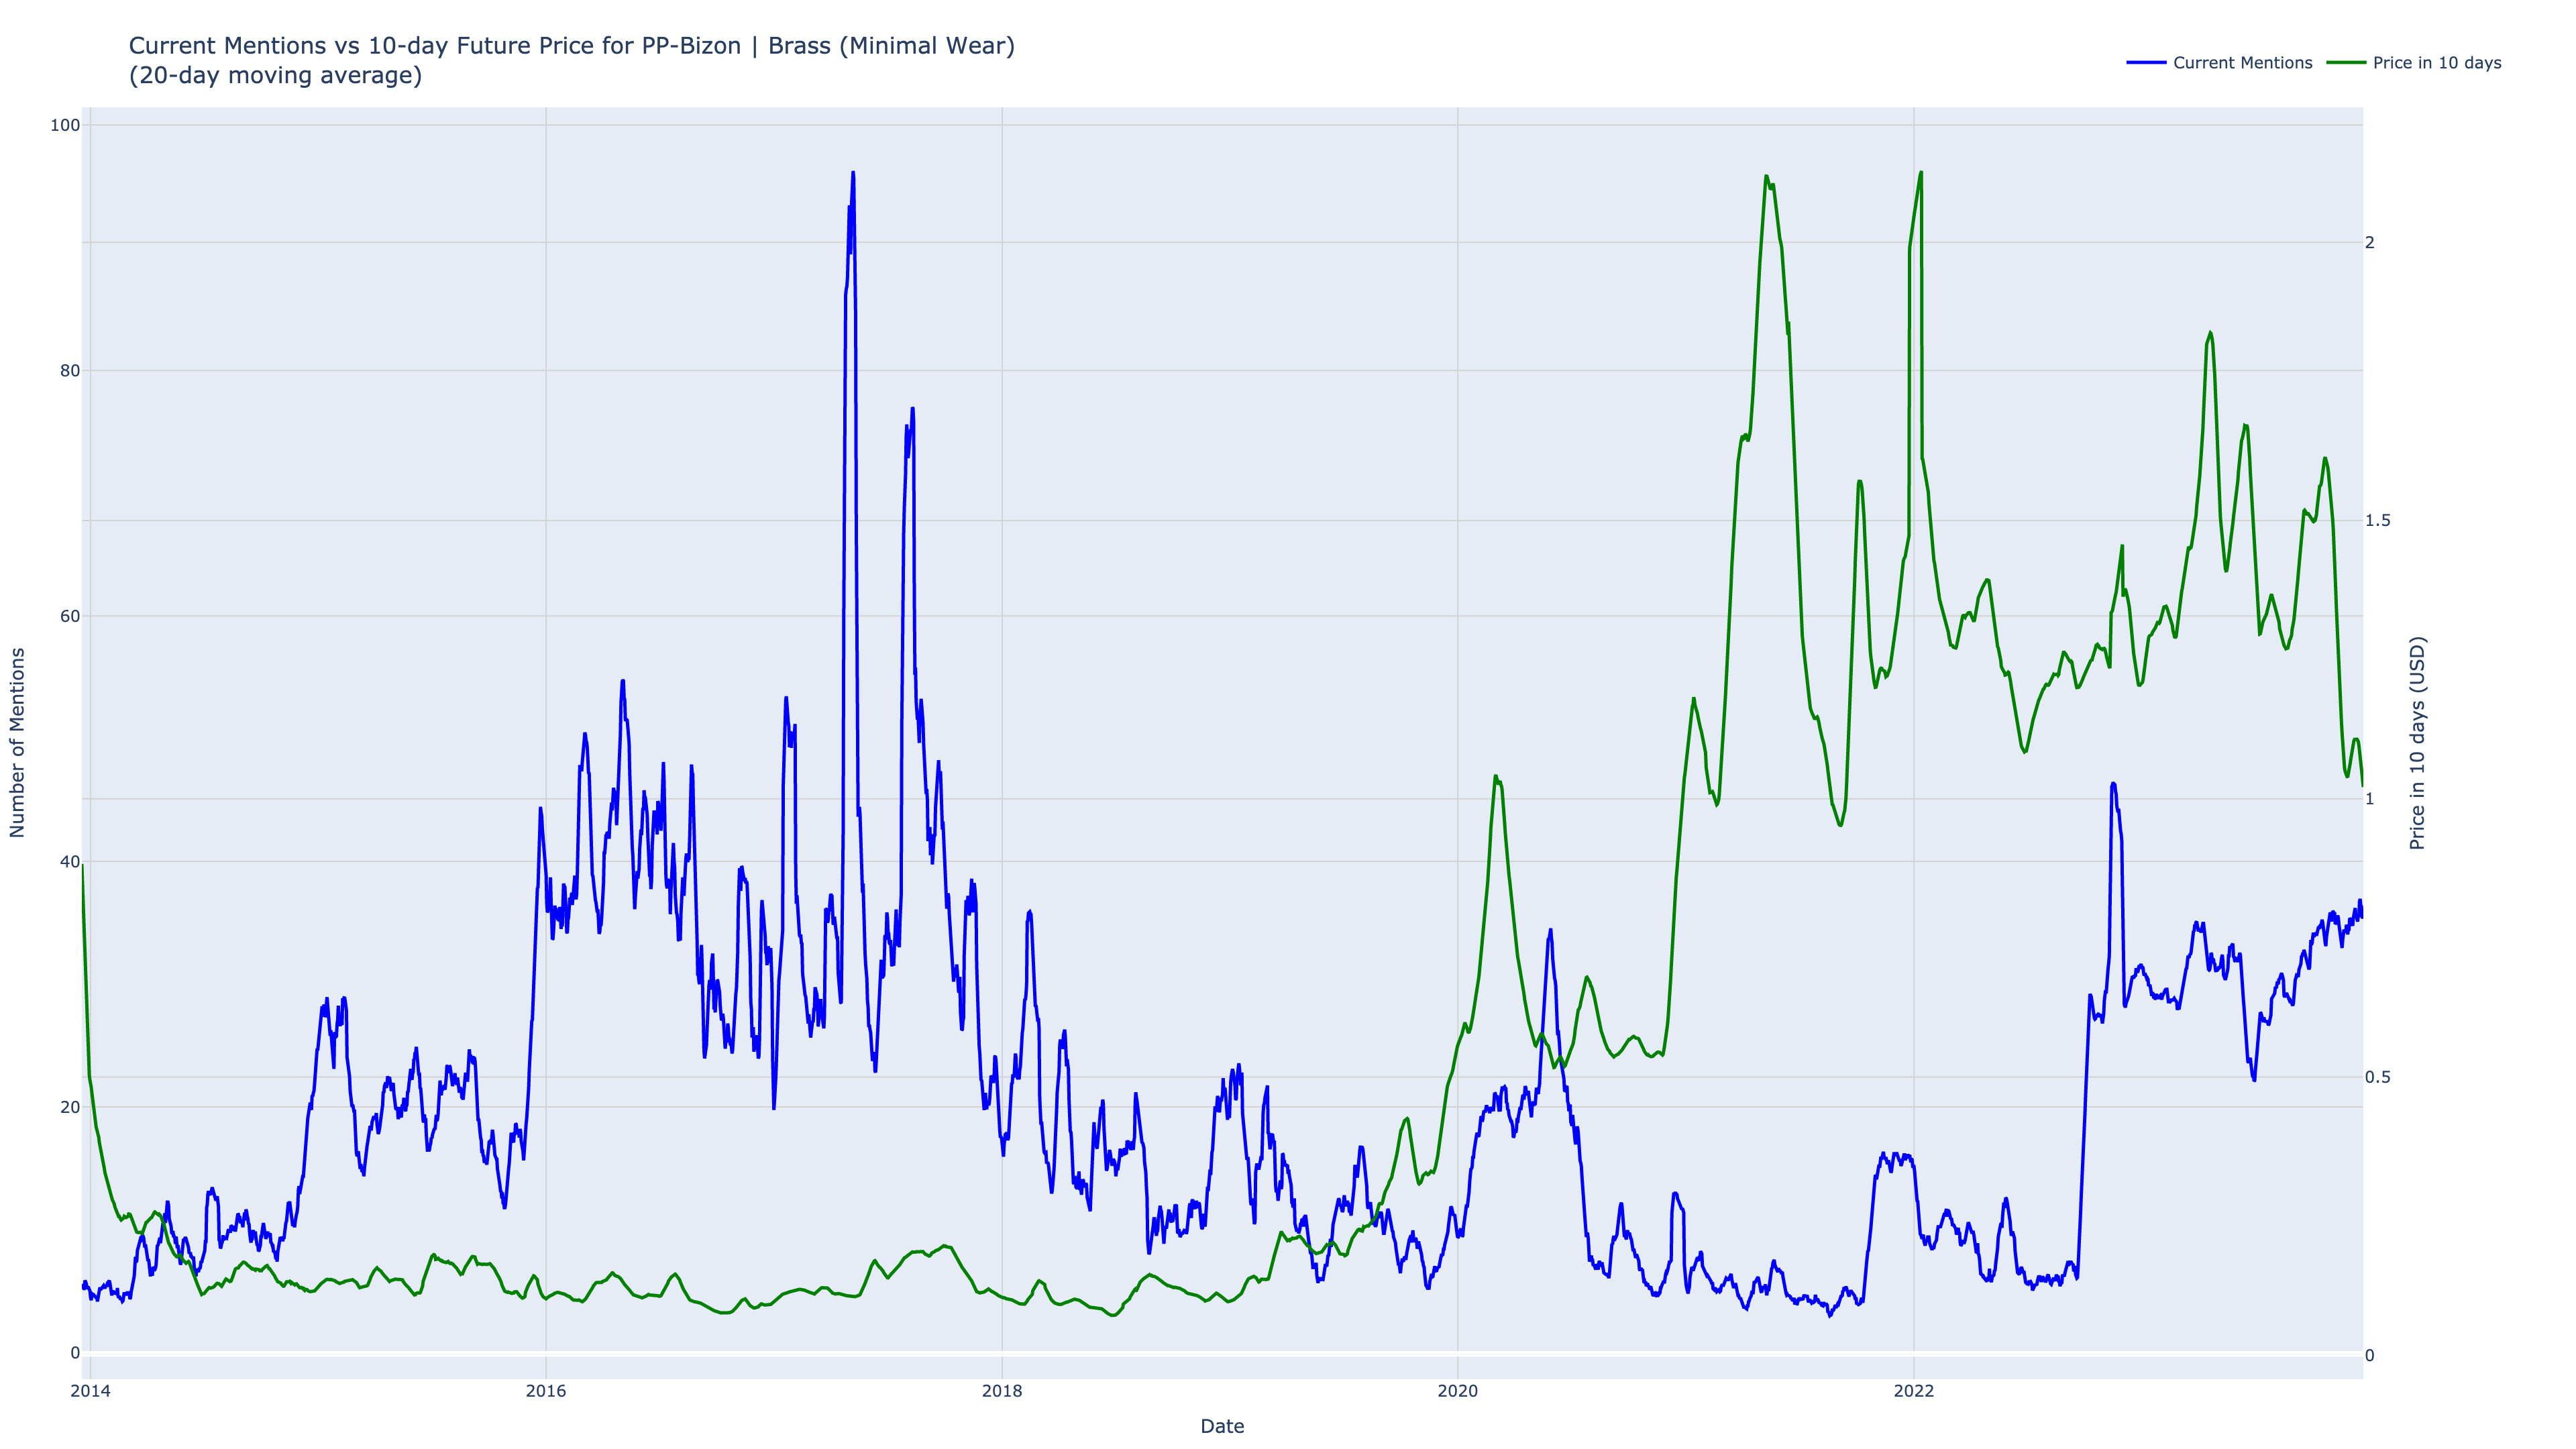 Current Mentions vs 10-day Future Price for PP-Bizon | Brass (Minimal Wear)
(20-day moving average)
Current Mentions
Price in 10 days
100
80
60
40
20
0
Number of Mentions
2
1.5
1
0.5
0
Price in 10 days (USD)
2014
2016
2018
2020
2022
Date